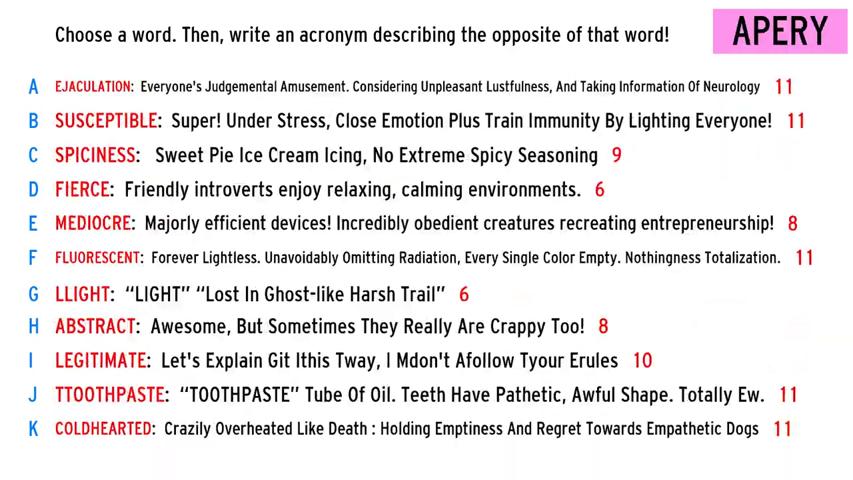 Choose a word. Then, write an acronym describing the opposite of that word!
APERY
A EJACULATION: Everyone's Judgemental Amusement. Considering Unpleasant Lustfulness, And Taking Information Of Neurology 11
B SUSCEPTIBLE: Super! Under Stress, Close Emotion Plus Train Immunity By Lighting Everyone! 11
C SPICINESS: Sweet Pie Ice Cream Icing, No Extreme Spicy Seasoning 9
D FIERCE: Friendly introverts enjoy relaxing, calming environments. 6
E MEDIOCRE: Majorly efficient devices! Incredibly obedient creatures recreating entrepreneurship! 8
F FLUORESCENT: Forever Lightless. Unavoidably Omitting Radiation, Every Single Color Empty. Nothingness Totalization. 11
G LLIGHT: “LIGHT” “Lost In Ghost-like Harsh Trail” 6
H ABSTRACT: Awesome, But Sometimes They Really Are Crappy Too! 8
I LEGITIMATE: Let's Explain Git Ithis Tway, I Mdon't Afollow Tyour Erules 10
J TTOOTHPASTE: “TOOTHPASTE” Tube Of Oil. Teeth Have Pathetic, Awful Shape. Totally Ew. 11
K COLDHEARTED: Crazily Overheated Like Death : Holding Emptiness And Regret Towards Empathetic Dogs 11